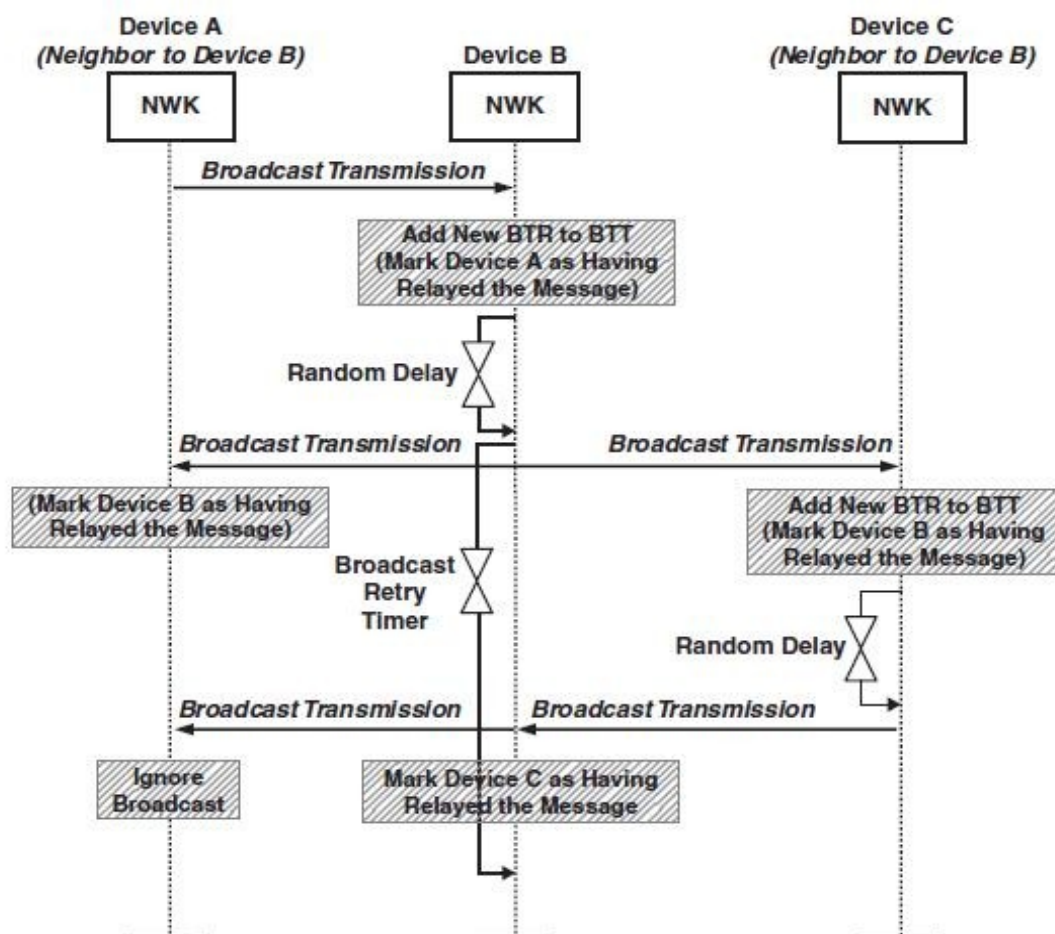 Device A
(Neighbor to Device B)
Device B
Device C
(Neighbor to Device B)
NWK
NWK
NWK
Broadcast Transmission
Add New BTR to BTT
(Mark Device A as Having
Relayed the Message)
Random Delay
Broadcast Transmission
Broadcast Transmission
(Mark Device B as Having
Relayed the Message)
Add New BTR to BTT
(Mark Device B as Having
Relayed the Message)
Broadcast
Retry
Timer
Random Delay
Broadcast Transmission
Broadcast Transmission
Ignore
Broadcast
Mark Device C as Having
Relayed the Message